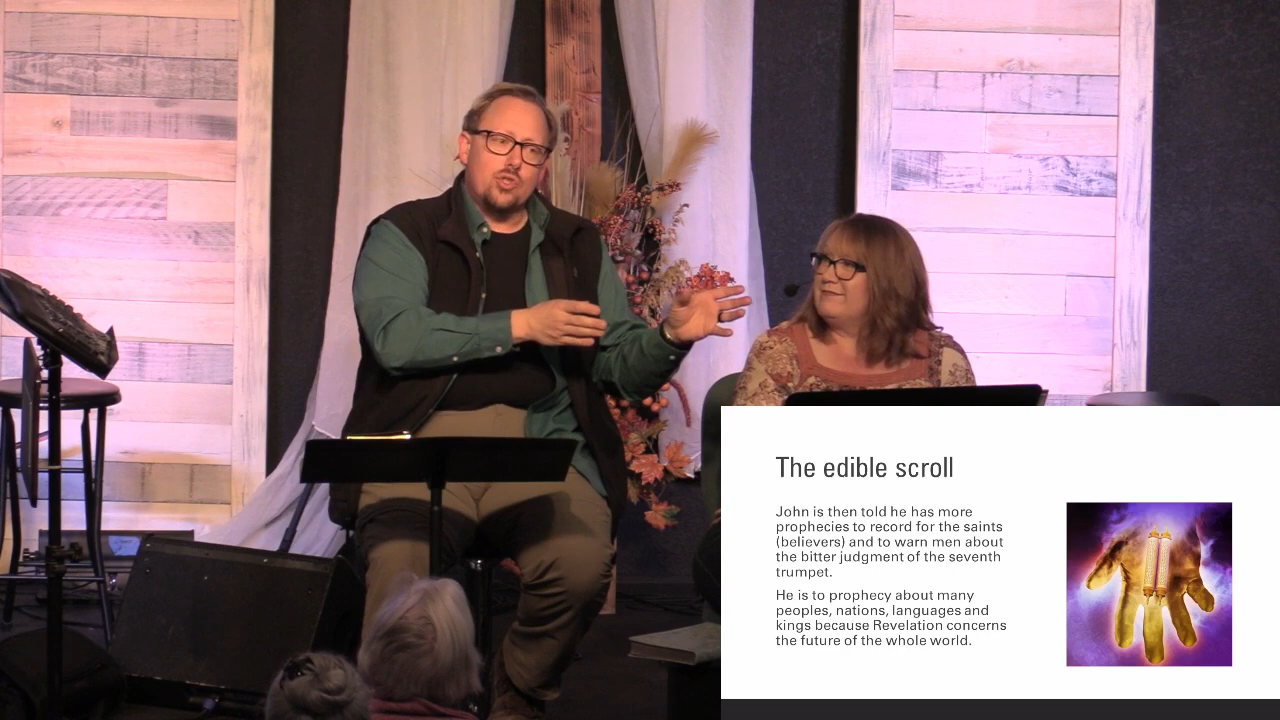 The edible scroll
John is then told he has more
prophecies to record for the saints
(believers) and to warn men about
the bitter judgment of the seventh
trumpet.
He is to prophecy about many
peoples, nations, languages and
kings because Revelation concerns
the future of the whole world.